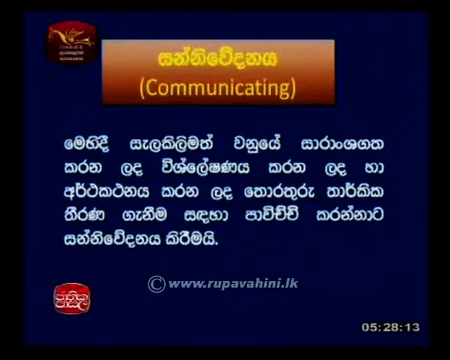 සන්නිවේදනය
(Communicating)
මෙහිදී සැලකිලිමත් වනුයේ සාරාංශගත
කරන ලද විශ්ලේෂණය කරන ලද හා
අර්ථකථනය කරන ලද තොරතුරු තාර්කික
තීරණ ගැනීම සඳහා පාවිච්චි කරන්නාට
සන්නිවේදනය කිරීමයි.
© www.rupavahini.lk
05:28:13